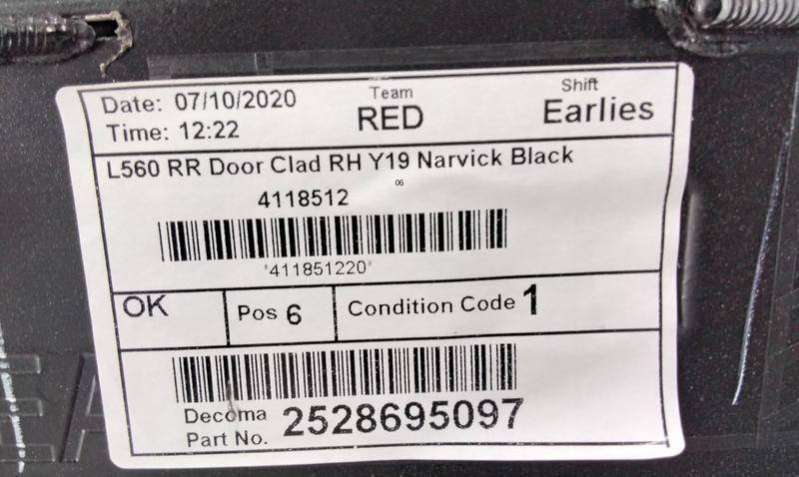 Date: 07/10/2020
Team
Shift
Time: 12:22
RED
Earlies
L560 RR Door Clad RH Y19 Narvick Black
06
4118512
'411851220'
OK
Pos 6
Condition Code 1
Decoma
Part No. 2528695097